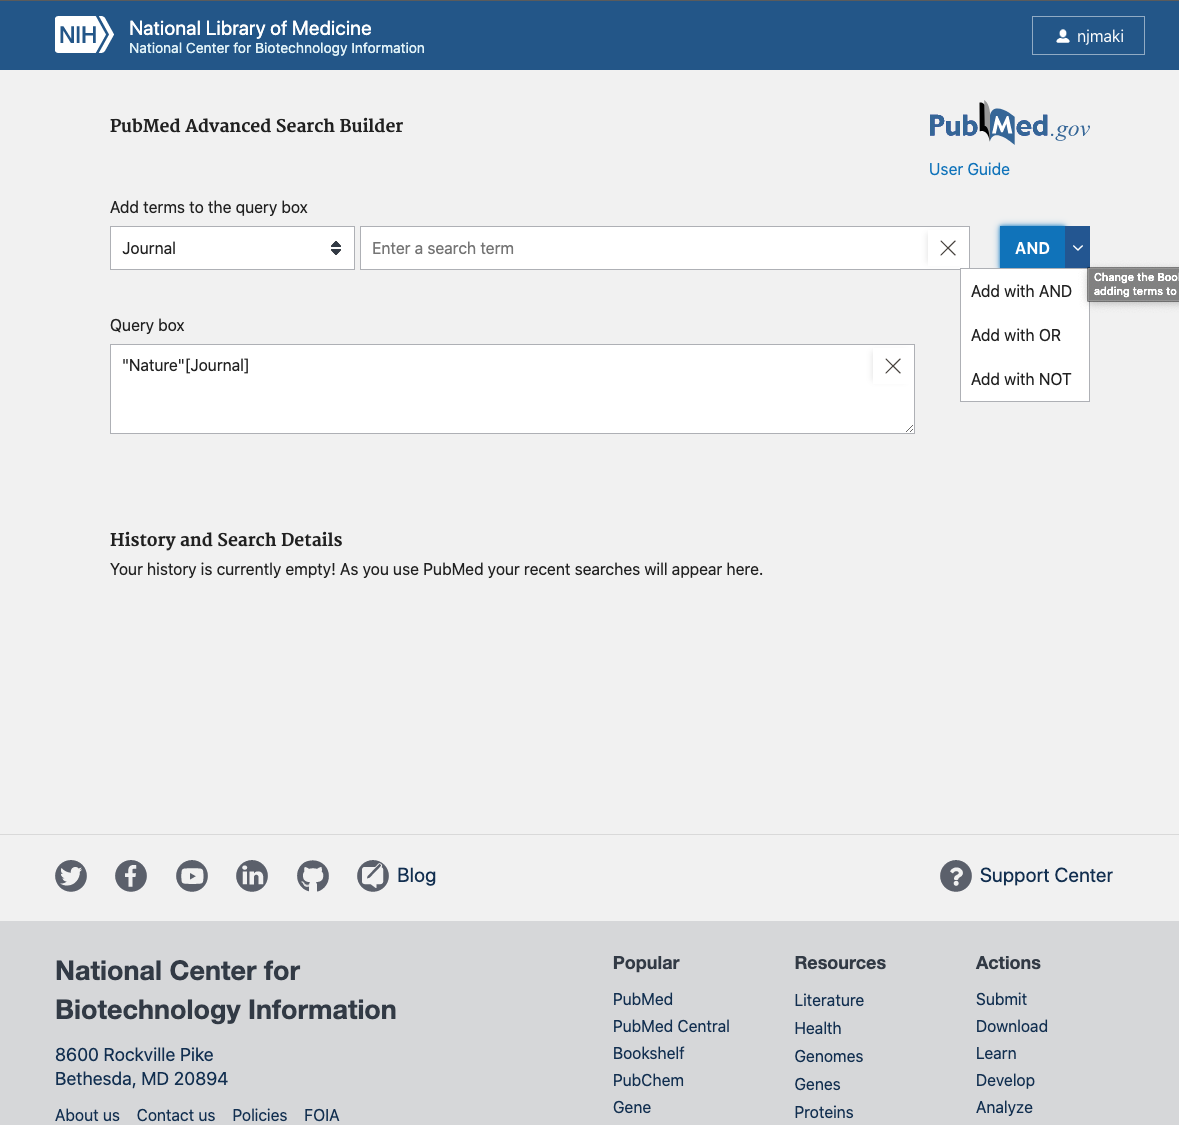 NIH
National Library of Medicine
National Center for Biotechnology Information
njmaki
PubMed Advanced Search Builder
PubMed.gov
User Guide
Add terms to the query box
Journal
Enter a search term
AND
Change the Boo
adding terms to
Add with AND
Add with OR
Add with NOT
Query box
"Nature"[Journal]
History and Search Details
Your history is currently empty! As you use PubMed your recent searches will appear here.
Blog
Support Center
National Center for
Biotechnology Information
8600 Rockville Pike
Bethesda, MD 20894
About us Contact us Policies FOIA
Popular
PubMed
PubMed Central
Bookshelf
PubChem
Gene
Resources
Literature
Health
Genomes
Genes
Proteins
Actions
Submit
Download
Learn
Develop
Analyze